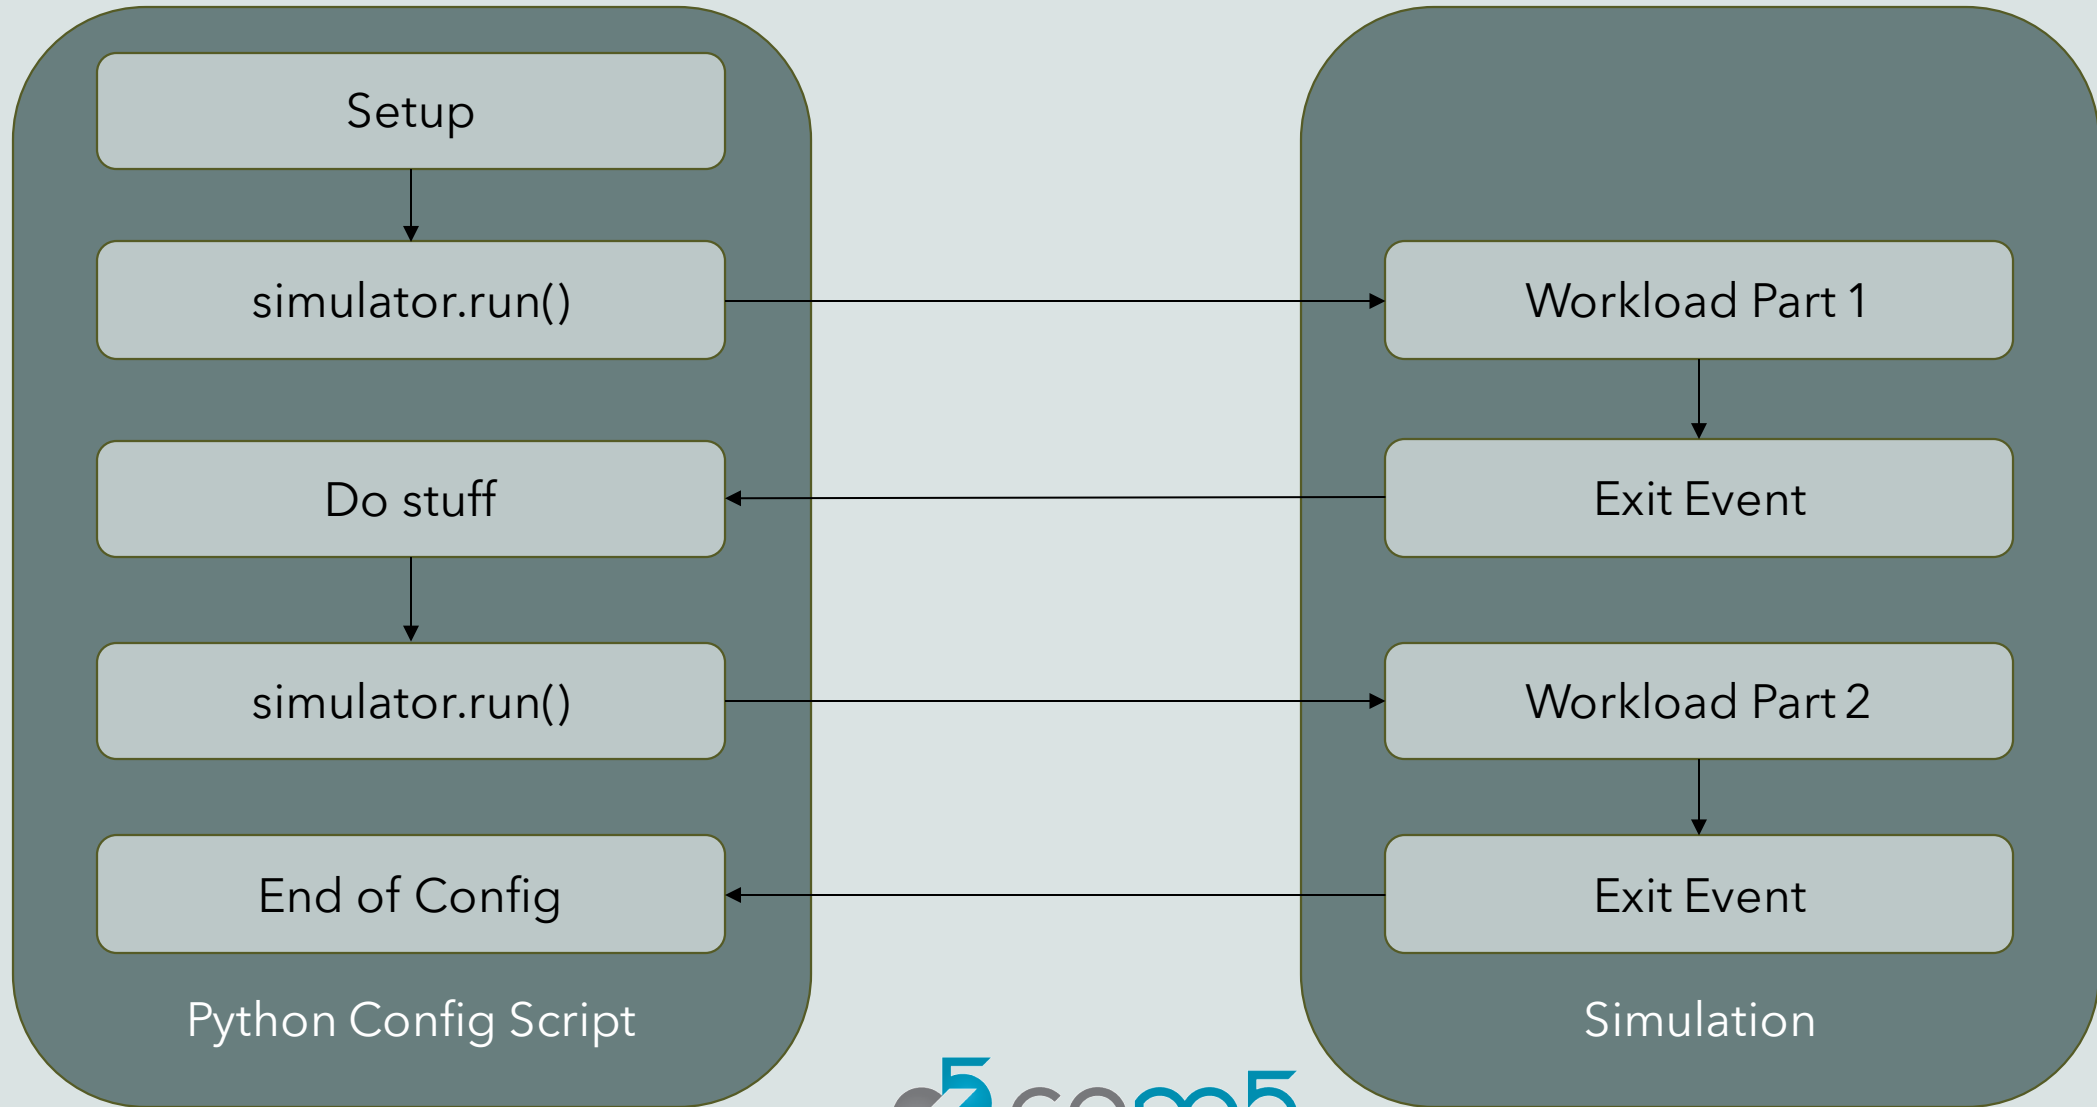 Setup
simulator.run()
Workload Part 1
Do stuff
Exit Event
simulator.run()
Workload Part 2
End of Config
Exit Event
Python Config Script
Simulation
gem5